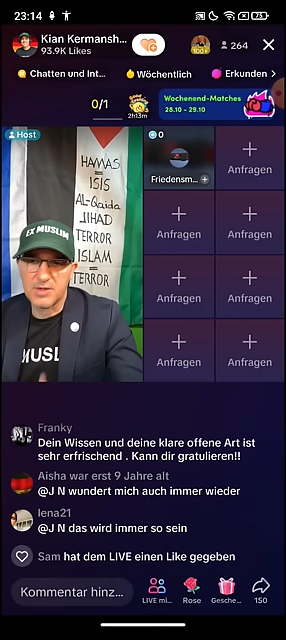 23:14
75
Kian Kermansh...
93.9K Likes
100+
264
Chatten und Int...
Wöchentlich
Erkunden
0/1
2h13m
Wochenend-Matches
28.10 - 29.10
Host
HAMAS
=
ISIS
AL-Qaida
JIHAD
TERROR
ISLAM
=
TERROR
EX MUSLIM
MUSL
0
Friedensm...
Anfragen
Anfragen
Anfragen
Anfragen
Anfragen
Anfragen
Anfragen
Franky
Dein Wissen und deine klare offene Art ist
sehr erfrischend . Kann dir gratulieren!!
Aisha war erst 9 Jahre alt
@J N wundert mich auch immer wieder
lena21
@J N das wird immer so sein
Sam hat dem LIVE einen Like gegeben
Kommentar hinz...
LIVE mi...
Rose
Gesche...
150